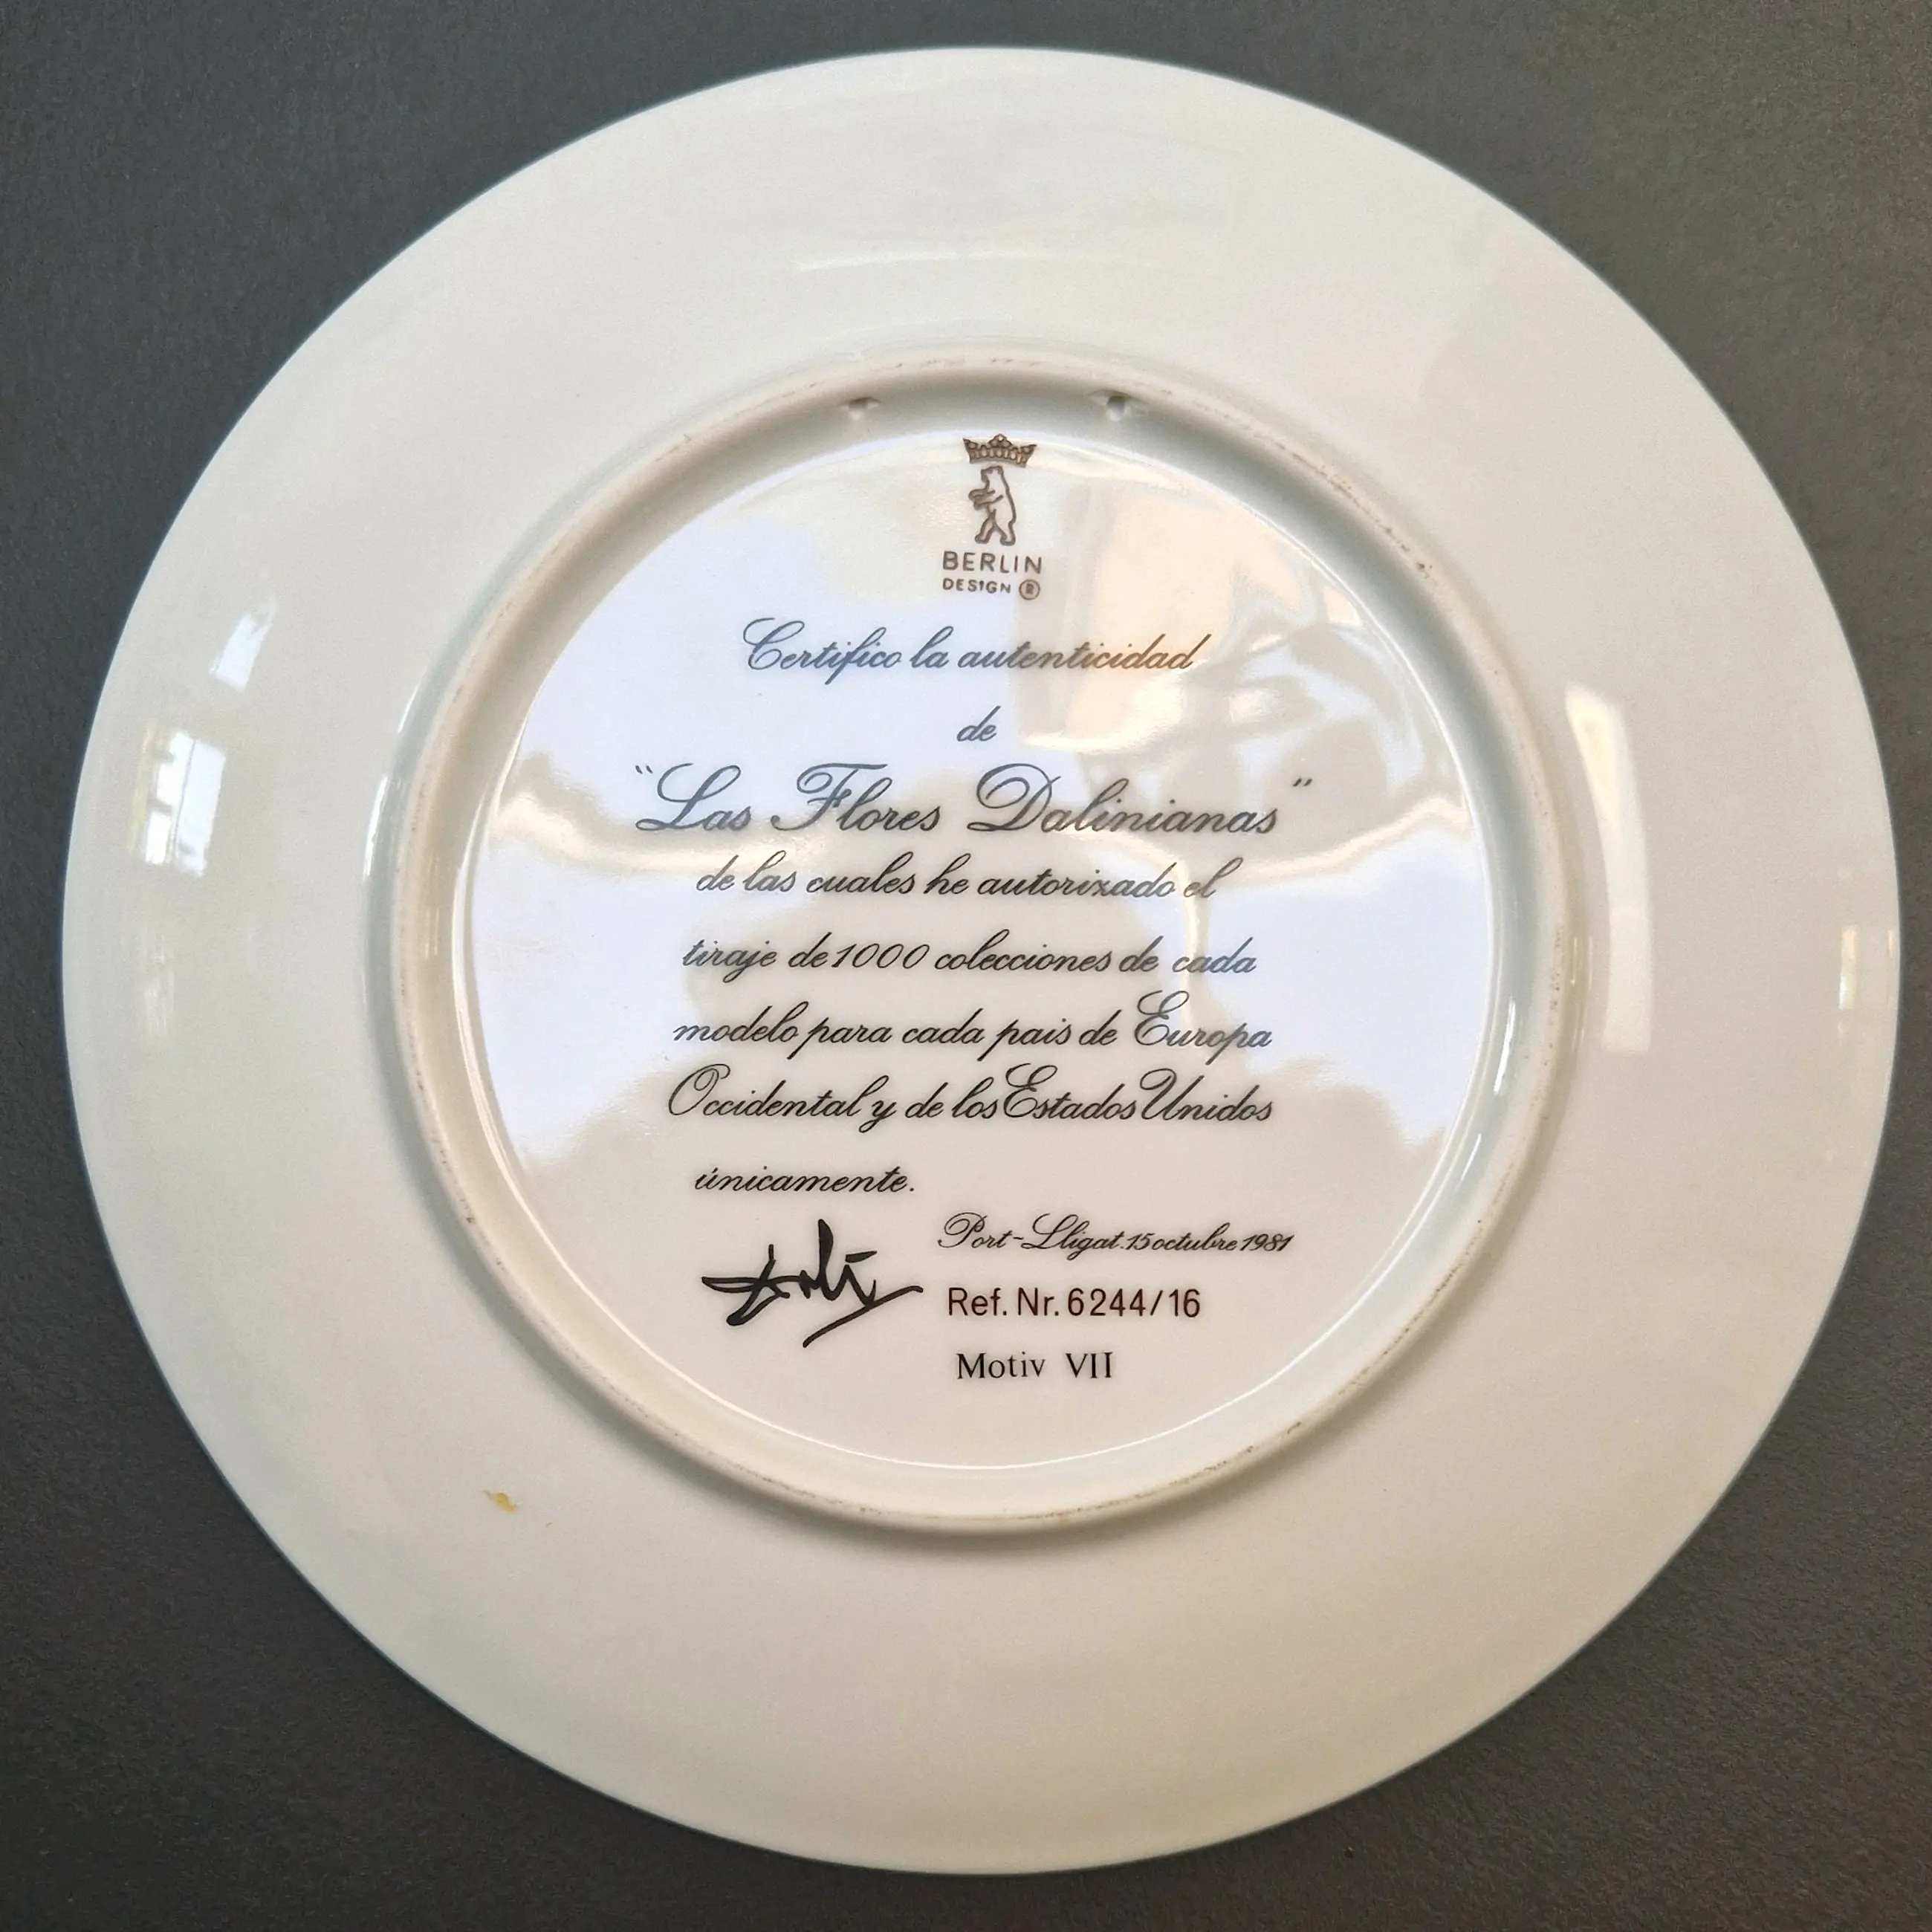 BERLIN
DESIGN ®
Certifico la autenticidad
de
"Las Flores Dalinianas"
de las cuales he autorizado el
tiraje de 1000 colecciones de cada
modelo para cada pais de Europa
Occidental y de los Estados Unidos
únicamente.
Port-Lligat. 15 octubre 1981
Dalí
Ref. Nr. 6244/16
Motiv VII